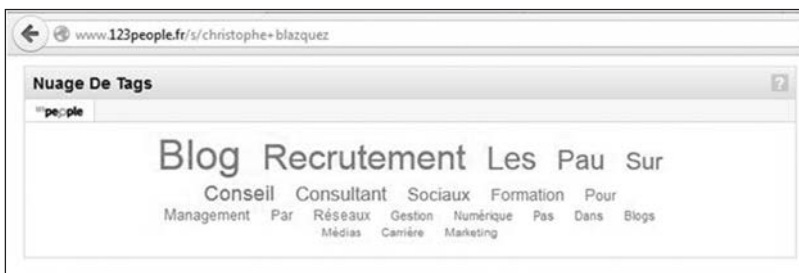 www.123people.fr/s/christophe+blazquez
Nuage De Tags ?
123people
Blog Recrutement Les Pau Sur
Conseil Consultant Sociaux Formation Pour
Management Par Réseaux Gestion Numérique Pas Dans Blogs
Médias Carrière Marketing